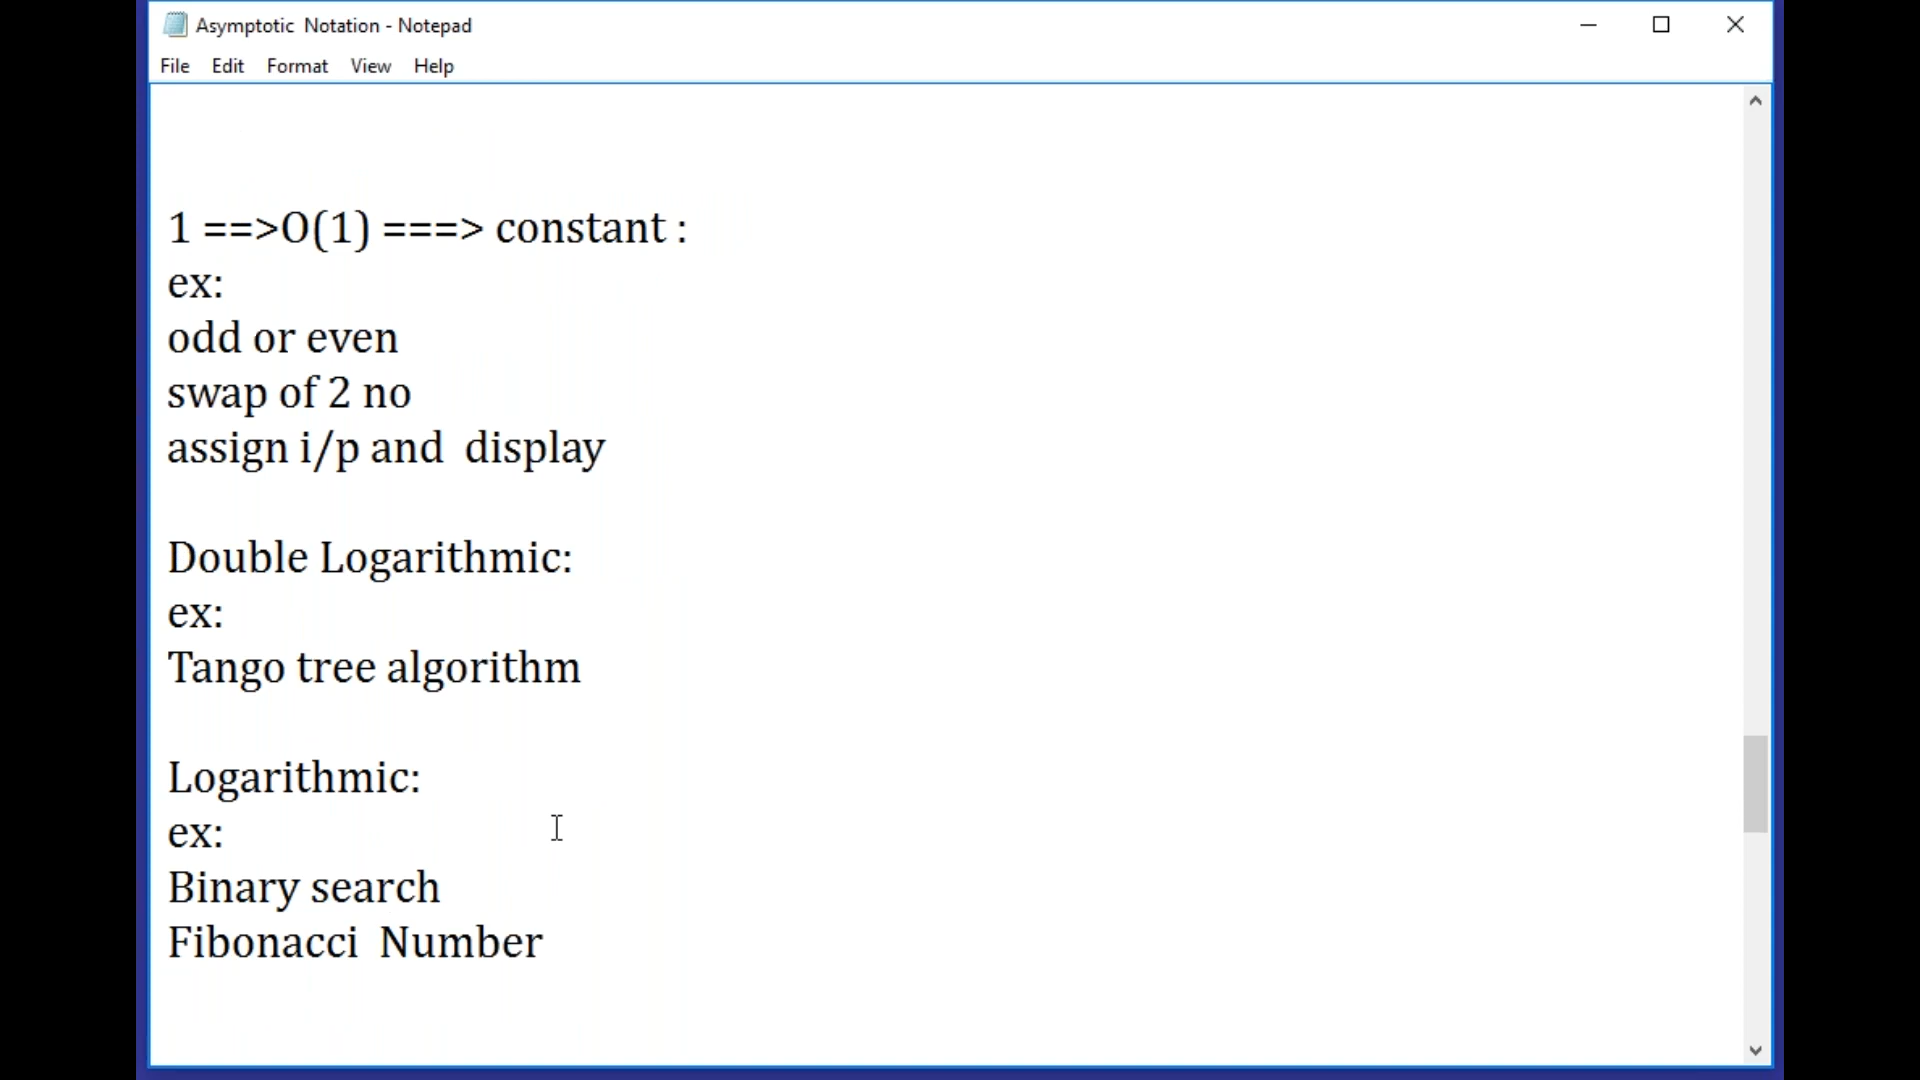 Asymptotic  Notation - Notepad
File Edit Format View Help
1 ==>O(1) ===> constant :
ex:
odd or even
swap of 2 no
assign i/p and  display
Double Logarithmic:
ex:
Tango tree algorithm
Logarithmic:
ex:
Binary search
Fibonacci  Number